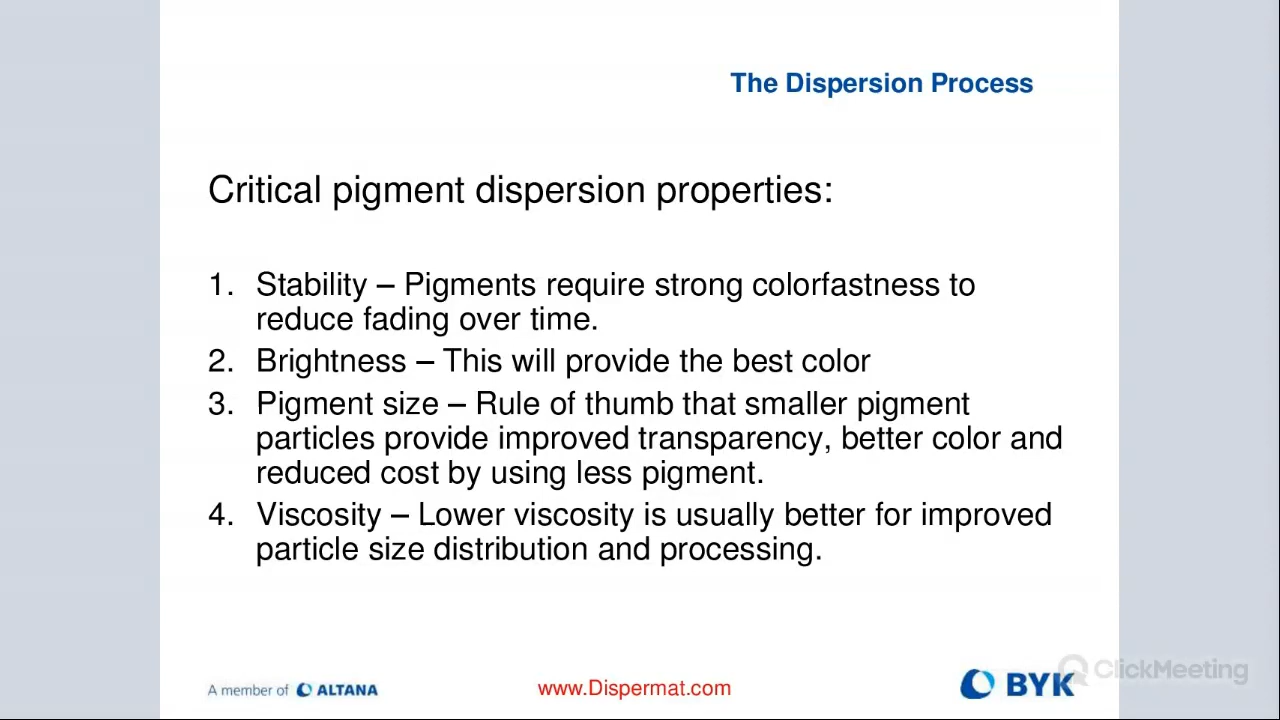 The Dispersion Process
Critical pigment dispersion properties:
1. Stability – Pigments require strong colorfastness to
reduce fading over time.
2. Brightness – This will provide the best color
3. Pigment size – Rule of thumb that smaller pigment
particles provide improved transparency, better color and
reduced cost by using less pigment.
4. Viscosity – Lower viscosity is usually better for improved
particle size distribution and processing.
A member of ALTANA
www.Dispermat.com
BYK
ClickMeeting